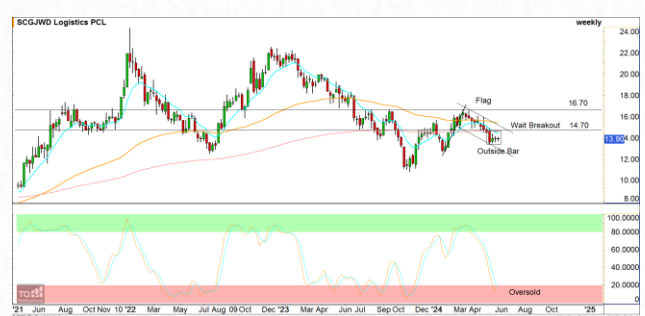 SCGJWD Logistics PCL weekly
24.00
22.00
20.00
18.00
Flag
16.70
16.00
Wait Breakout 14.70
13.90 14.00
Outside Bar
12.00
10.00
8.00
100.0000
80.0000
60.0000
40.0000
20.0000
Oversold
0
'21 Jun Aug Oct Nov 10 '22 Mar May Jul Aug 09 Oct '23 Mar Apr Jun Jul Sep Oct Dec '24 Mar Apr Jun Aug Oct '25